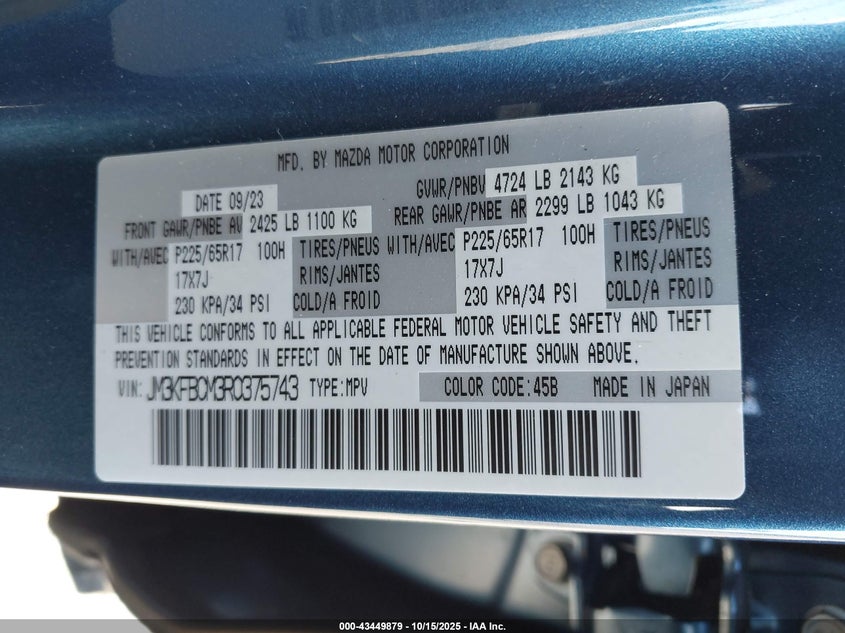 MFD. BY MAZDA MOTOR CORPORATION
DATE 09/23 GVWR/PNBV 4724 LB 2143 KG
FRONT GAWR/PNBE AV 2425 LB 1100 KG REAR GAWR/PNBE AR 2299 LB 1043 KG
WITH/AVEC P225/65R17 100H TIRES/PNEUS WITH/AVEC P225/65R17 100H TIRES/PNEUS
17X7J RIMS/JANTES 17X7J RIMS/JANTES
230 KPA/34 PSI COLD/A FROID 230 KPA/34 PSI COLD/A FROID
THIS VEHICLE CONFORMS TO ALL APPLICABLE FEDERAL MOTOR VEHICLE SAFETY AND THEFT
PREVENTION STANDARDS IN EFFECT ON THE DATE OF MANUFACTURE SHOWN ABOVE.
VIN: JM3KFBCM3R0375743 TYPE:MPV COLOR CODE:45B MADE IN JAPAN
000-43449879 - 10/15/2025 - IAA Inc.